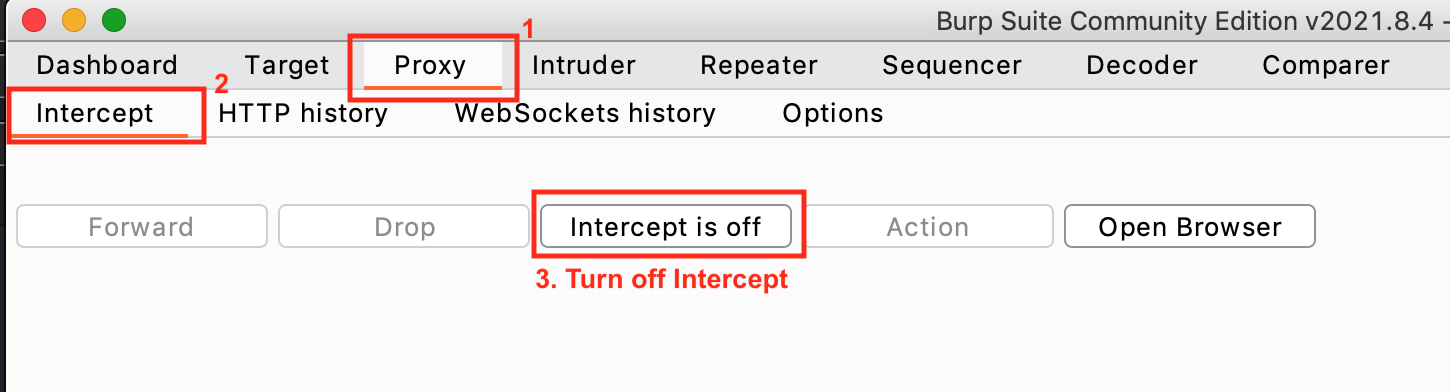 Burp Suite Community Edition v2021.8.4 -
1
Dashboard Target Proxy Intruder Repeater Sequencer Decoder Comparer
2
Intercept HTTP history WebSockets history Options
Forward Drop Intercept is off Action Open Browser
3. Turn off Intercept